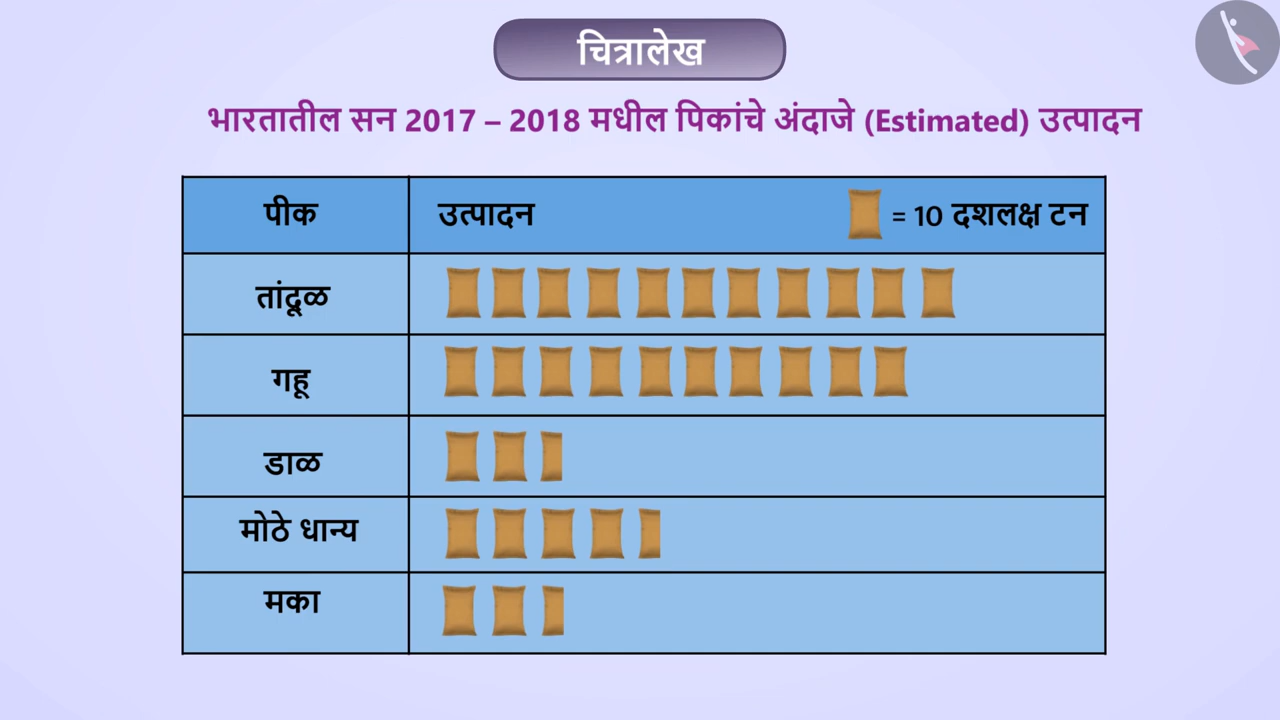 चित्रालेख
भारतातील सन 2017 – 2018 मधील पिकांचे अंदाजे (Estimated) उत्पादन
पीक
उत्पादन
= 10 दशलक्ष टन
तांदूळ
गहू
डाळ
मोठे धान्य
मका